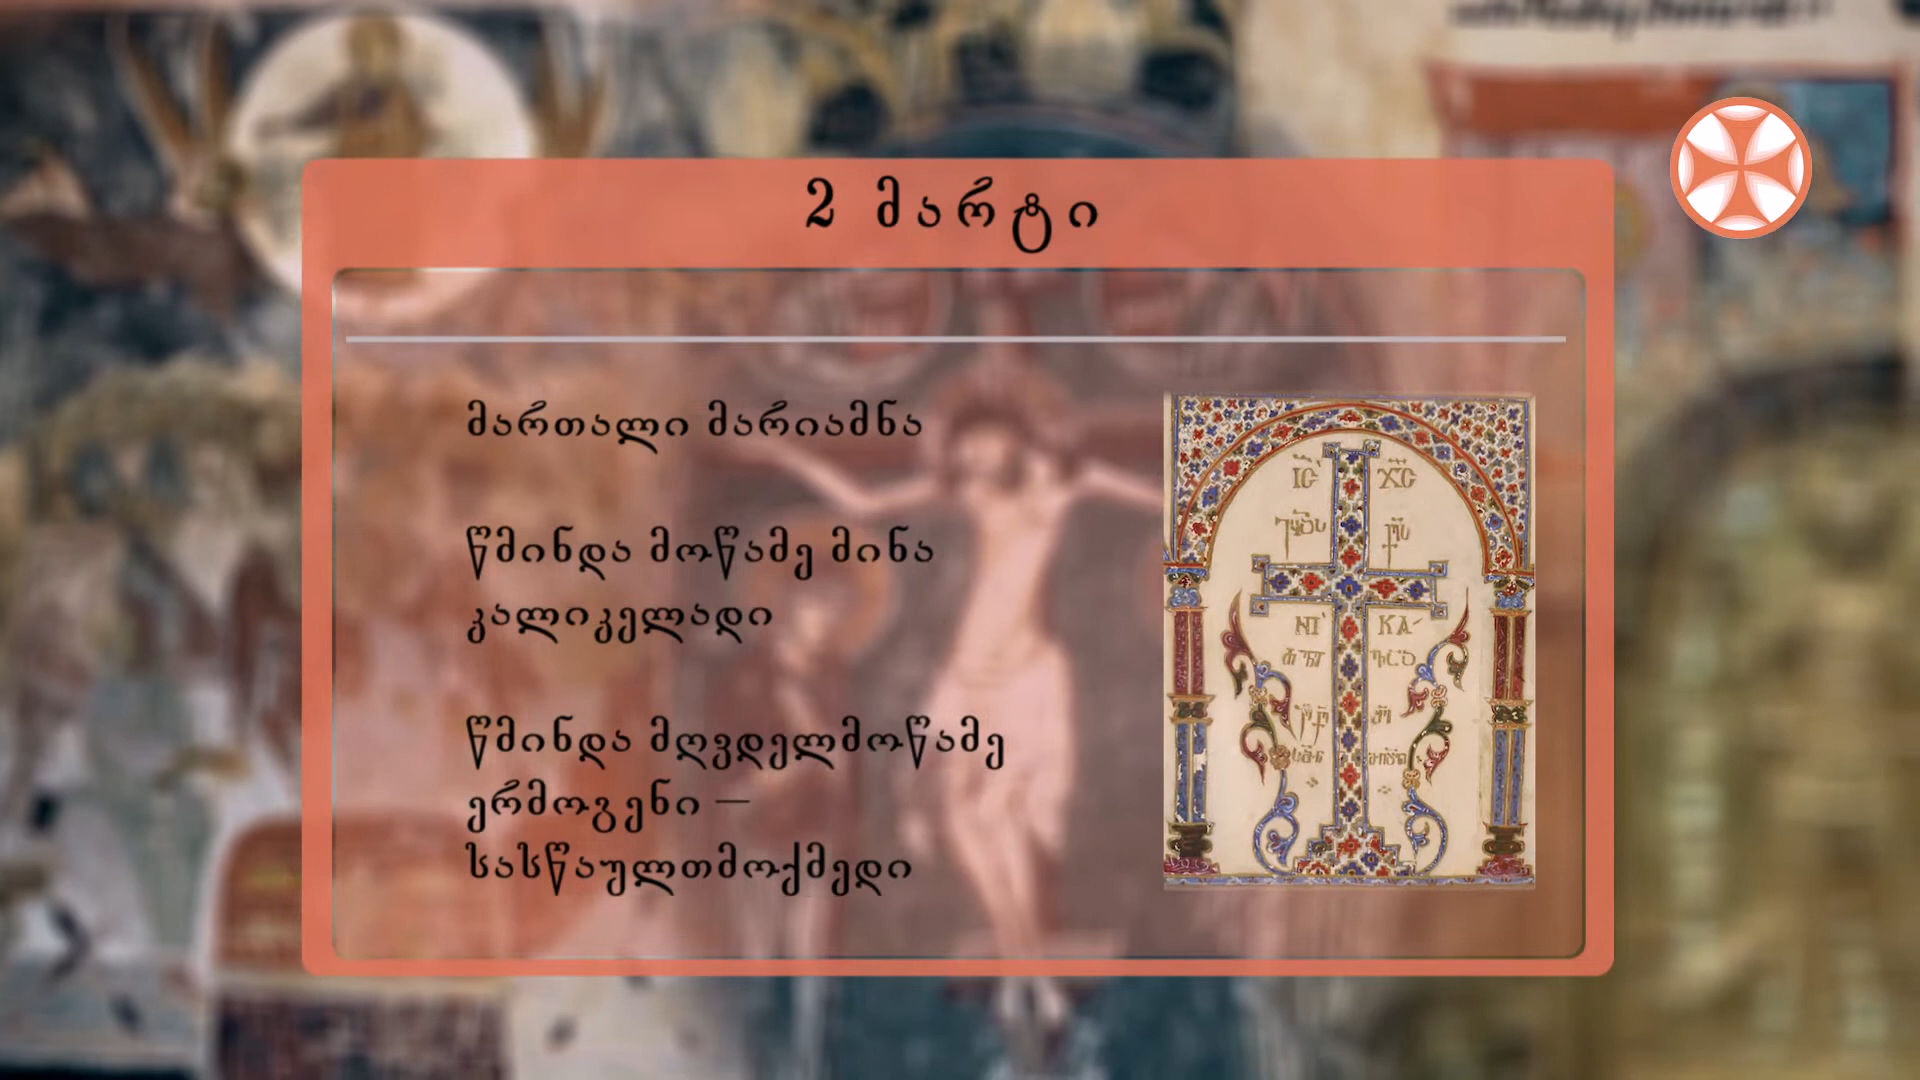 2 მარტი
მართალი მარიამნა
წმინდა მოწამე მინა
კალიკელადი
წმინდა მღვდელმოწამე
ერმოგენი —
სასწაულთმოქმედი
IC XC
NI KA